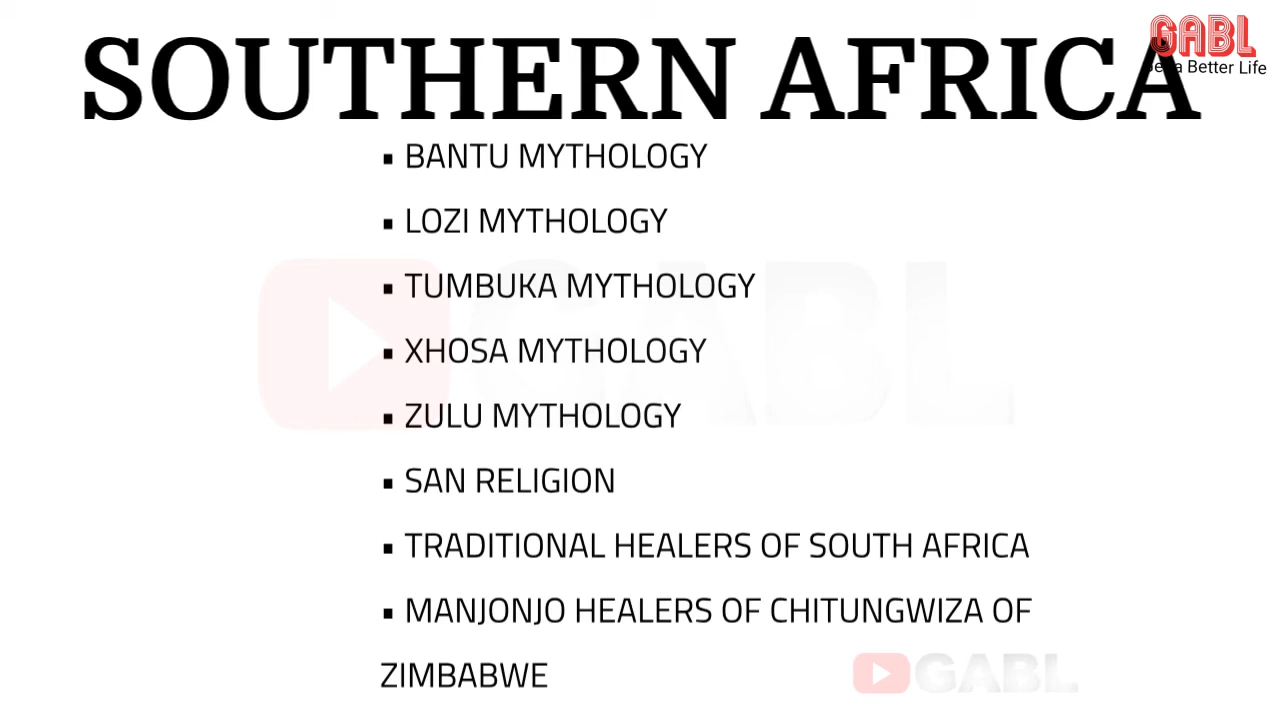 SOUTHERN AFRICA
GABL
a Better Life
▪ BANTU MYTHOLOGY
▪ LOZI MYTHOLOGY
▪ TUMBUKA MYTHOLOGY
▪ XHOSA MYTHOLOGY
▪ ZULU MYTHOLOGY
▪ SAN RELIGION
▪ TRADITIONAL HEALERS OF SOUTH AFRICA
▪ MANJONJO HEALERS OF CHITUNGWIZA OF
ZIMBABWE
GABL
GABL